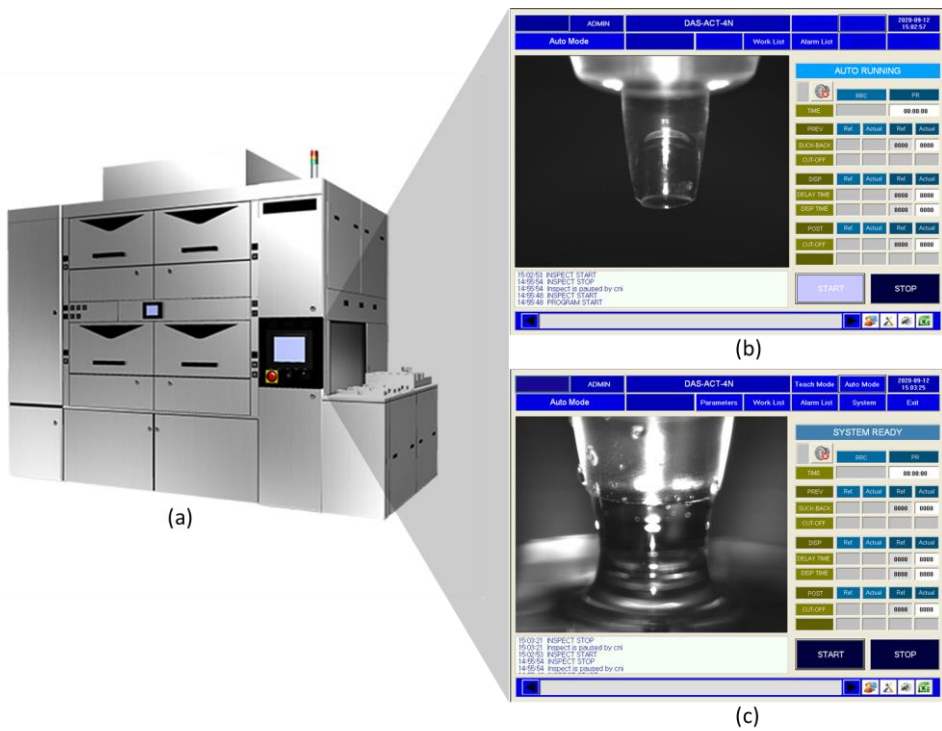 (a)
ADMIN
DAS-ACT-4N
2020-09-12
15:02:57
Auto Mode
Work List
Alarm List
AUTO RUNNING
RRC
PR
TIME
00:00:00
PREV
Ref.
Actual
Ref.
Actual
SUCK-BACK
0000
0000
CUT-OFF
DISP
Ref.
Actual
Ref.
Actual
DELAY TIME
0000
0000
DISP TIME
0000
0000
POST
Ref.
Actual
Ref.
Actual
CUT-OFF
0000
0000
15:02:53 INSPECT START
14:55:54 INSPECT STOP
14:55:54 Inspect is paused by cni
14:55:48 INSPECT START
14:55:48 PROGRAM START
START
STOP
(b)
ADMIN
DAS-ACT-4N
Teach Mode
Auto Mode
2020-09-12
15:03:25
Auto Mode
Parameters
Work List
Alarm List
System
Exit
SYSTEM READY
RRC
PR
TIME
00:00:00
PREV
Ref.
Actual
Ref.
Actual
SUCK-BACK
0000
0000
CUT-OFF
DISP
Ref.
Actual
Ref.
Actual
DELAY TIME
0000
0000
DISP TIME
0000
0000
POST
Ref.
Actual
Ref.
Actual
CUT-OFF
0000
0000
15:03:21 INSPECT STOP
15:03:21 Inspect is paused by cni
15:02:53 INSPECT START
14:55:54 INSPECT STOP
14:55:54 Inspect is paused by cni
START
STOP
(c)